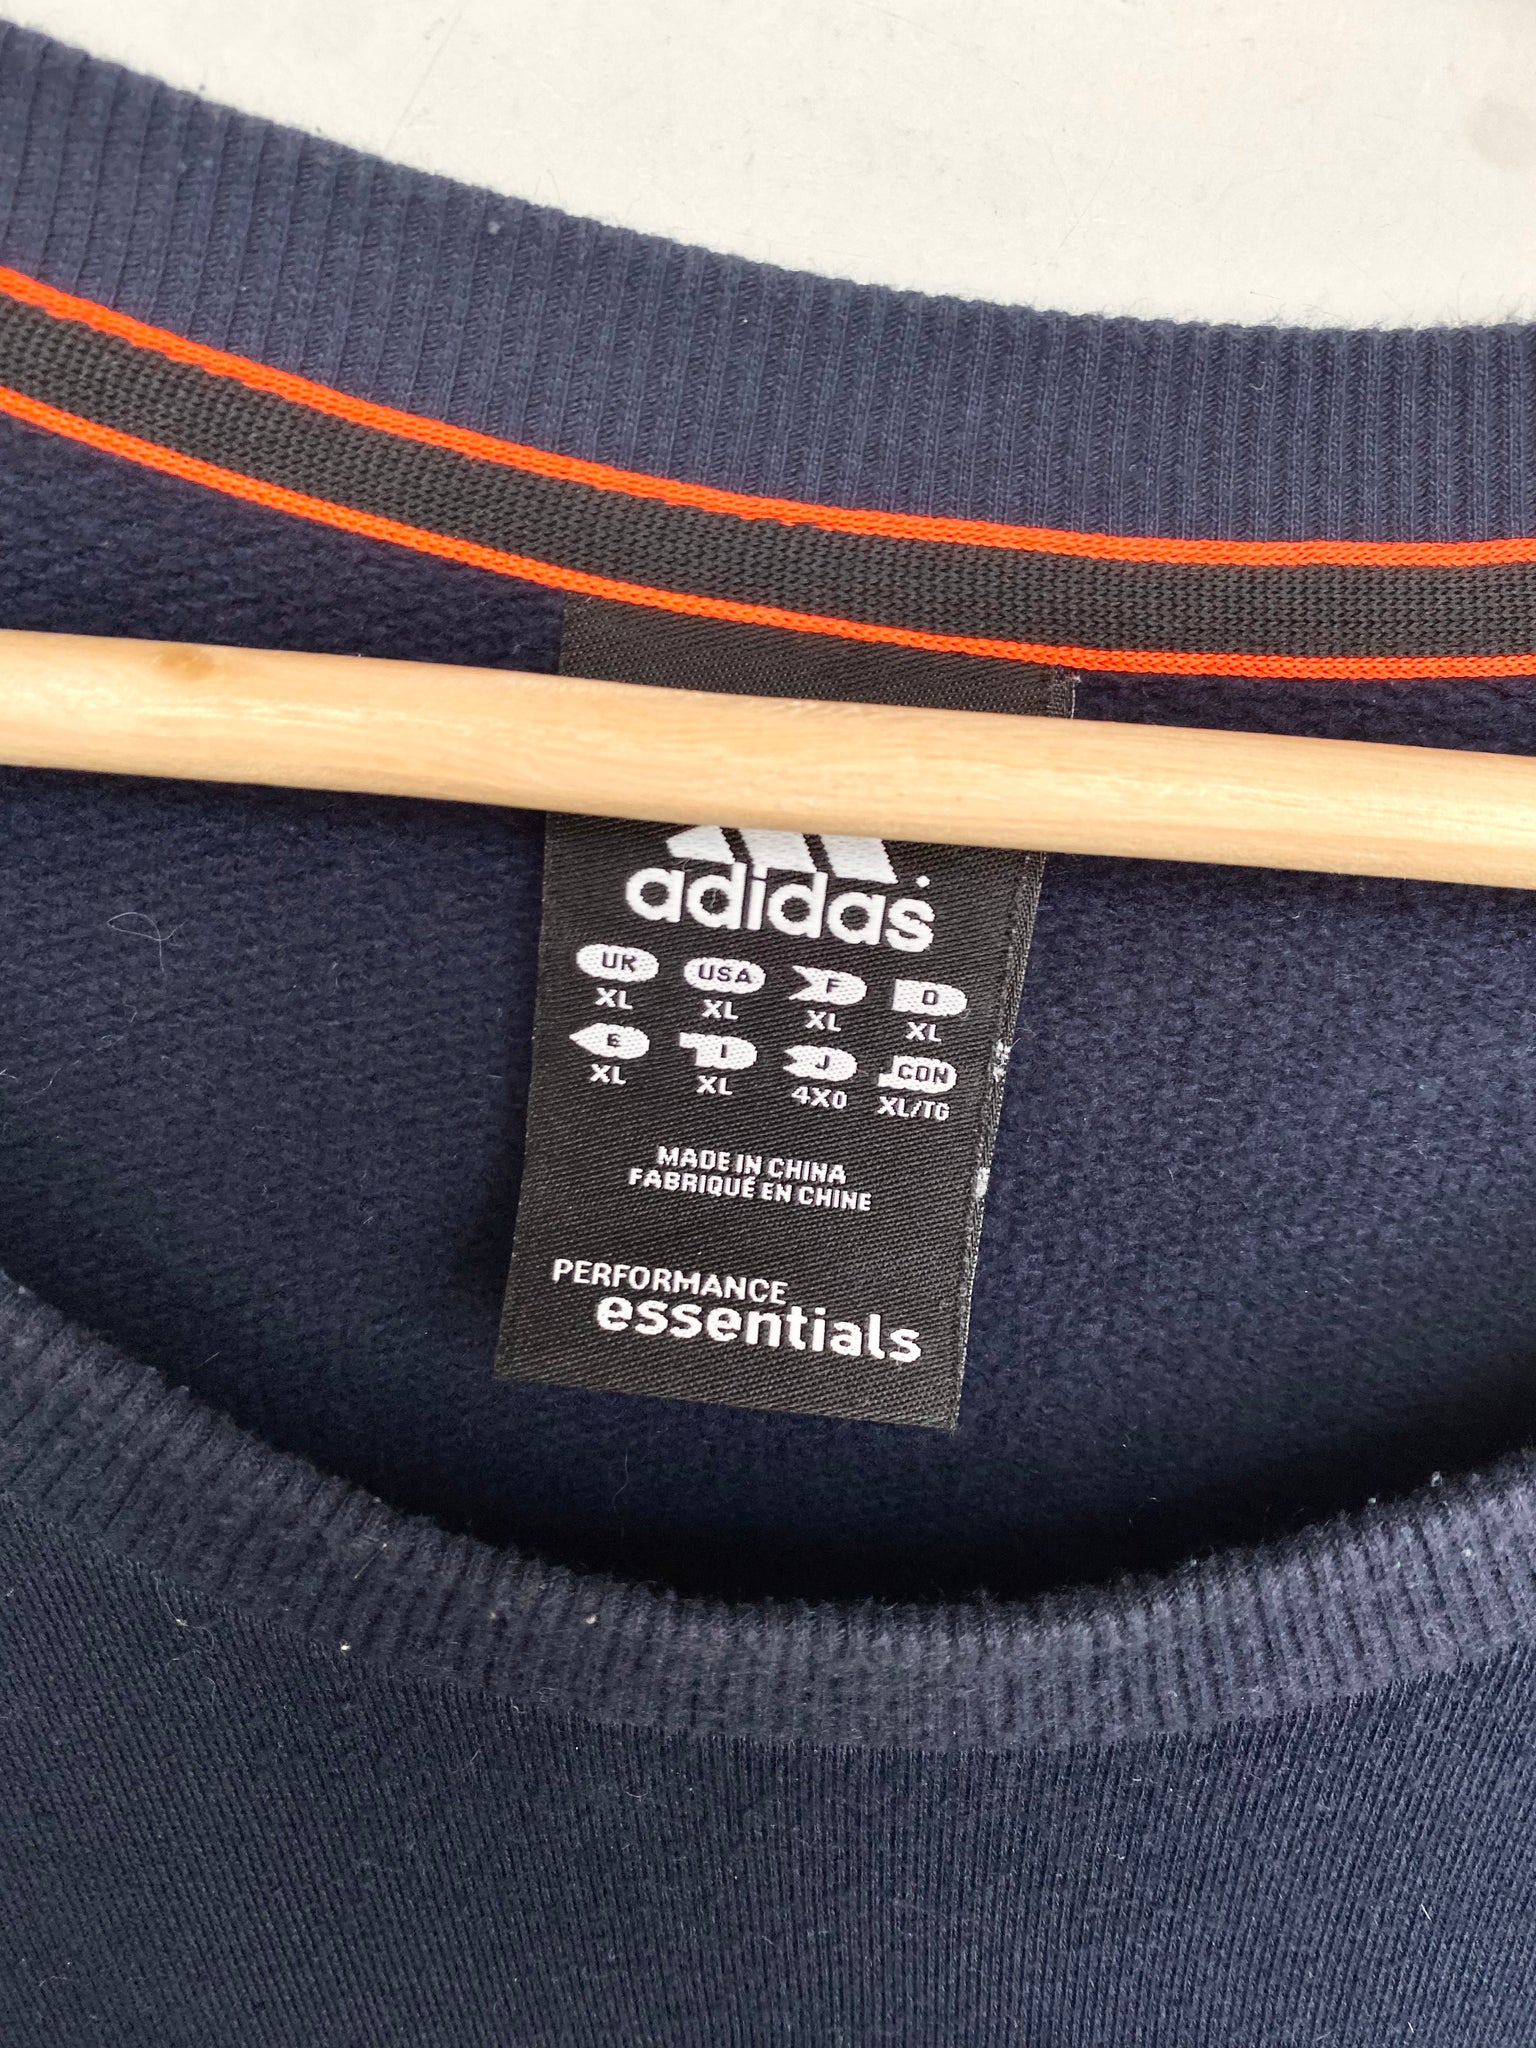 adidas
UK USA F D
XL XL XL XL
E I J CDN
XL XL 4XO XL/TG
MADE IN CHINA
FABRIQUÉ EN CHINE
PERFORMANCE
essentials